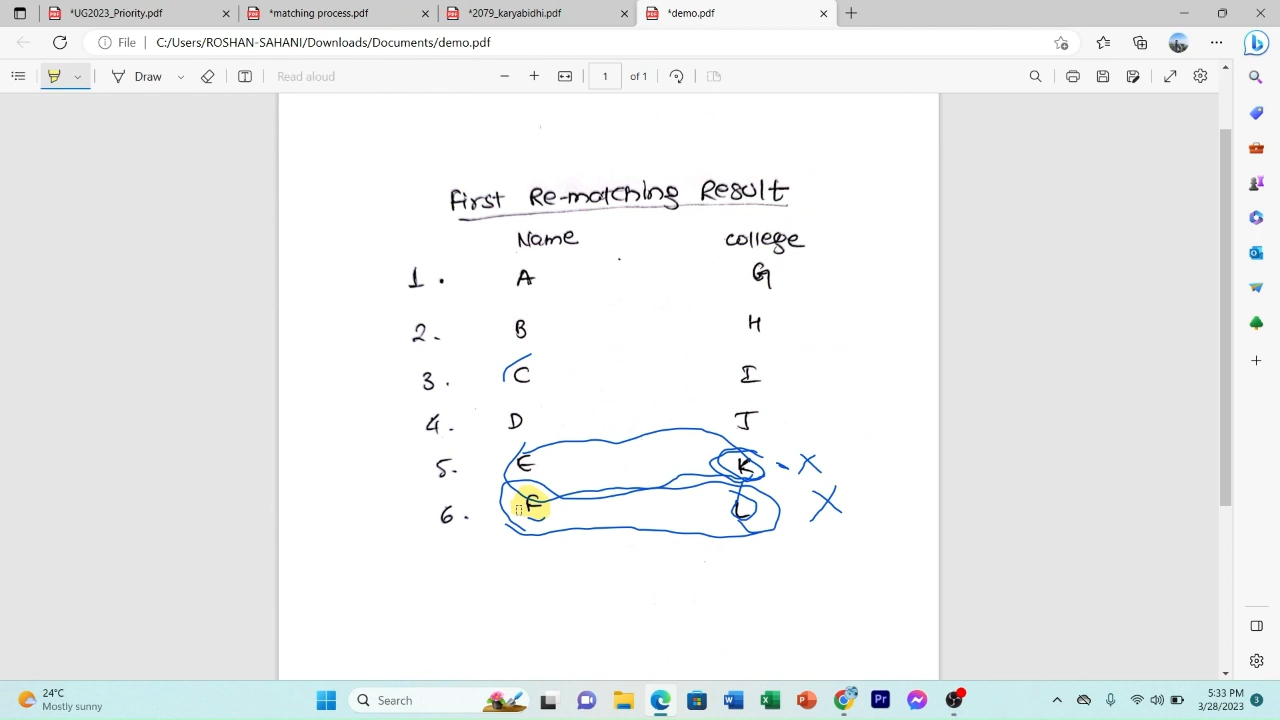 *UG2023_Priority.pdf × *matching process.pdf × *2079_karyabidhi.pdf × *demo.pdf ×
File C:/Users/ROSHAN-SAHANI/Downloads/Documents/demo.pdf
Draw Read aloud 1 of 1
First Re-matching Result
Name College
1. A G
2. B H
3. C I
4. D J
5. E K - X
6. F L X
24°C
Mostly sunny
Search
5:33 PM
3/28/2023
3